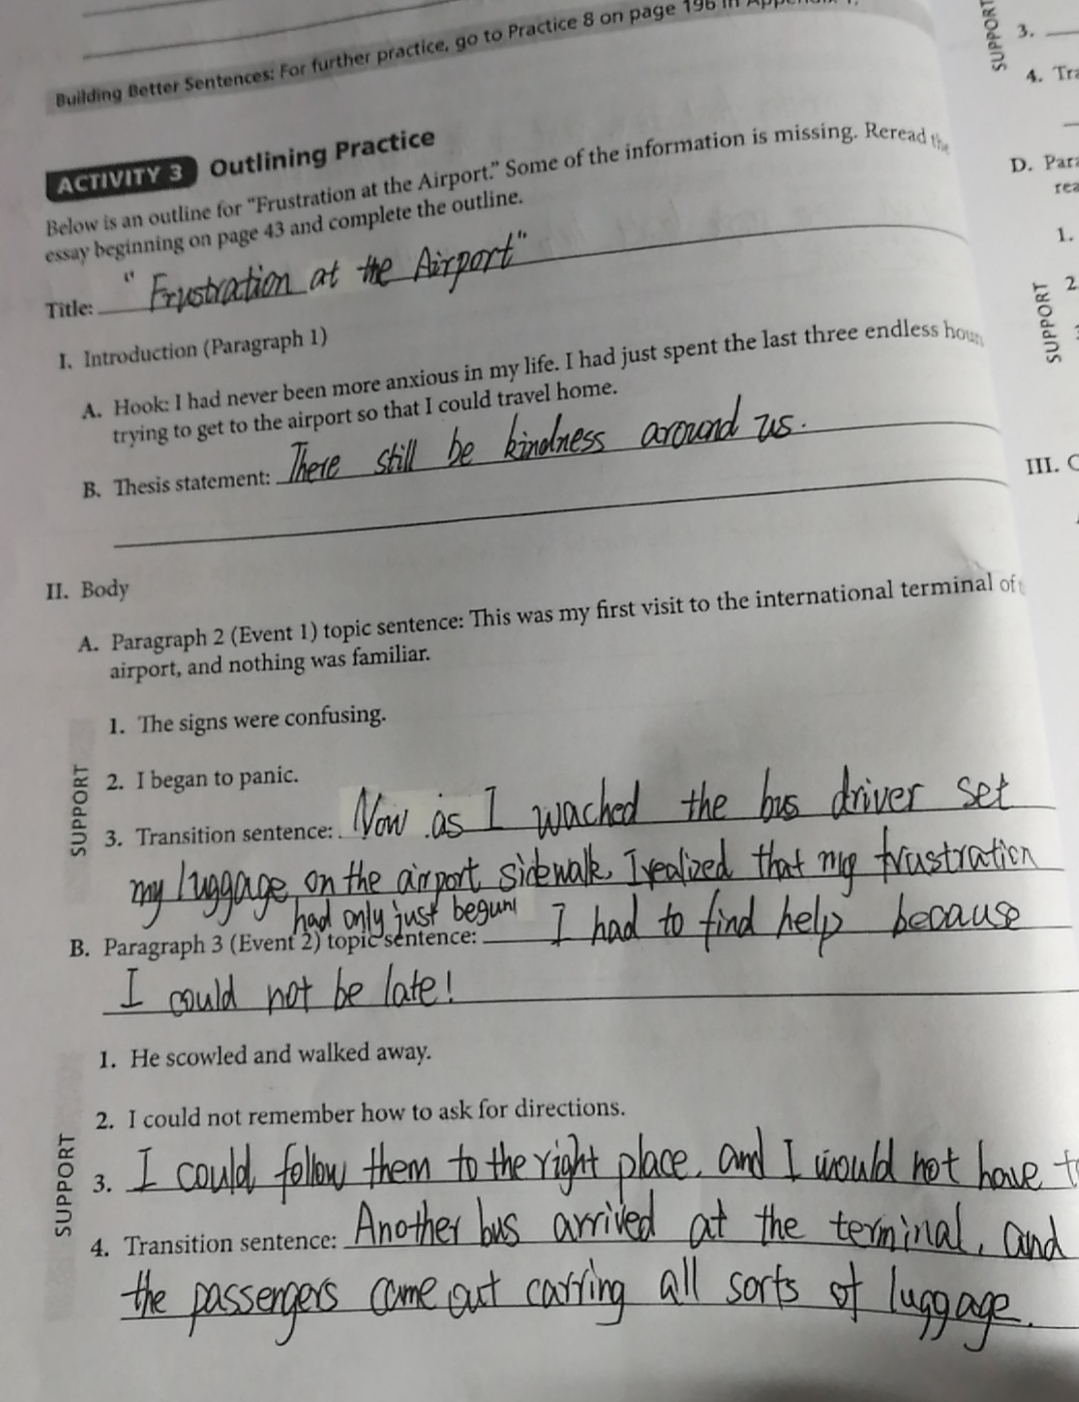 Building Better Sentences: For further practice, go to Practice 8 on page 196 in
ACTIVITY 3 Outlining Practice
Below is an outline for "Frustration at the Airport." Some of the information is missing. Reread the
essay beginning on page 43 and complete the outline.
Title: "Frustration at the Airport"
I. Introduction (Paragraph 1)
A. Hook: I had never been more anxious in my life. I had just spent the last three endless hours
trying to get to the airport so that I could travel home.
B. Thesis statement: There still be kindness around us.
II. Body
A. Paragraph 2 (Event 1) topic sentence: This was my first visit to the international terminal of
airport, and nothing was familiar.
1. The signs were confusing.
2. I began to panic.
3. Transition sentence: Now as I wached the bus driver set
my luggage on the airport sidewalk, I realized that my frustration
had only just begun!
B. Paragraph 3 (Event 2) topic sentence: I had to find help because
I could not be late!
1. He scowled and walked away.
2. I could not remember how to ask for directions.
3. I could follow them to the right place, and I would not have
4. Transition sentence: Another bus arrived at the terminal, and
the passengers came out carring all sorts of luggage.
SUPPORT
SUPPORT
SUPPORT
3.
4.
D.
1.
2
SUPPORT
III.